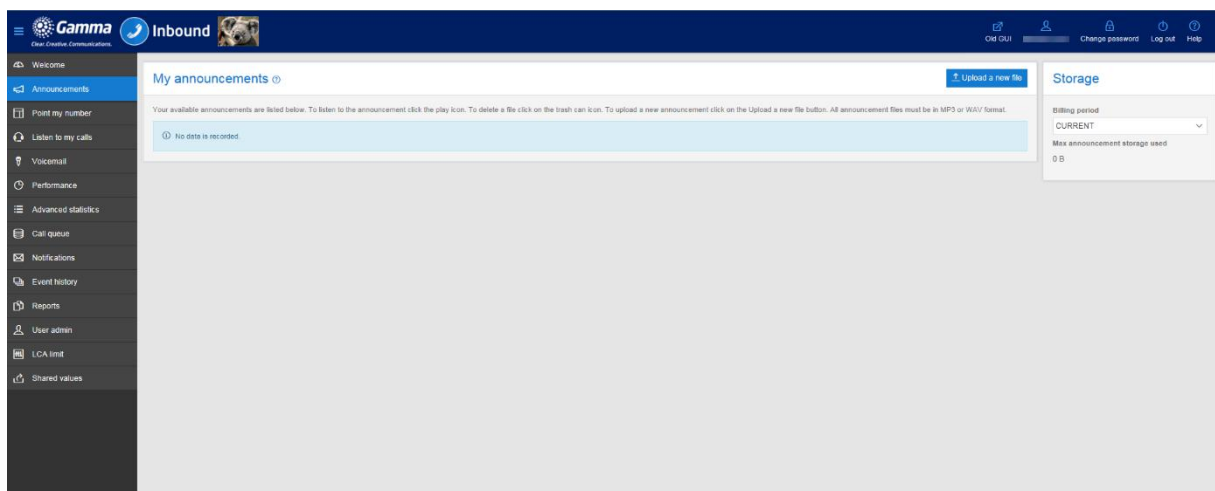 Gamma
Clear. Creative. Communications.
Inbound
Old GUI
Change password
Log out
Help
Welcome
Announcements
Point my number
Listen to my calls
Voicemail
Performance
Advanced statistics
Call queue
Notifications
Event history
Reports
User admin
LCA limit
Shared values
My announcements
Upload a new file
Your available announcements are listed below. To listen to the announcement click the play icon. To delete a file click on the trash can icon. To upload a new announcement click on the Upload a new file button. All announcement files must be in MP3 or WAV format.
No data is recorded.
Storage
Billing period
CURRENT
Max announcement storage used
0 B